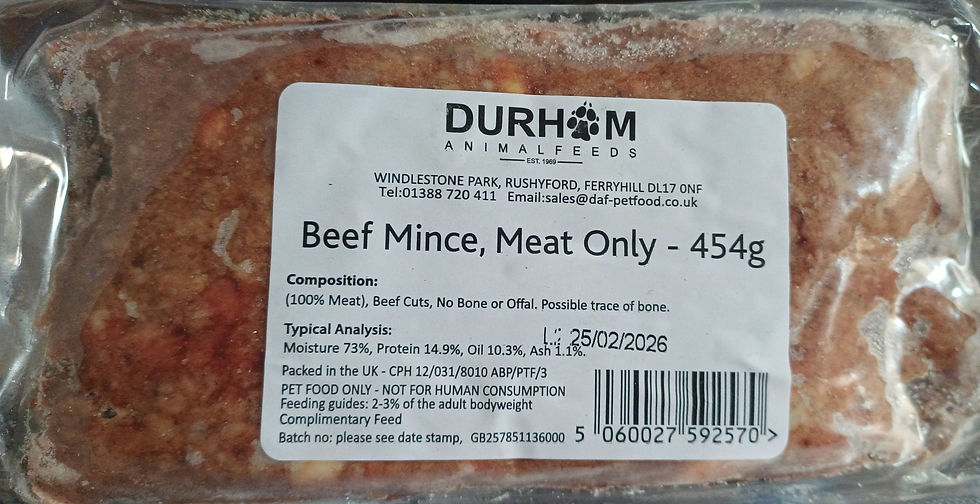 DURHAM
ANIMALFEEDS
EST. 1969
WINDLESTONE PARK, RUSHYFORD, FERRYHILL DL17 0NF
Tel:01388 720 411 Email:sales@daf-petfood.co.uk
Beef Mince, Meat Only - 454g
Composition:
(100% Meat), Beef Cuts, No Bone or Offal. Possible trace of bone.
Typical Analysis:
25/02/2026
Moisture 73%, Protein 14.9%, Oil 10.3%, Ash 1.1%.
Packed in the UK - CPH 12/031/8010 ABP/PTF/3
PET FOOD ONLY - NOT FOR HUMAN CONSUMPTION
Feeding guides: 2-3% of the adult bodyweight
Complimentary Feed
Batch no: please see date stamp, GB257851136000
5 060027 592570 >